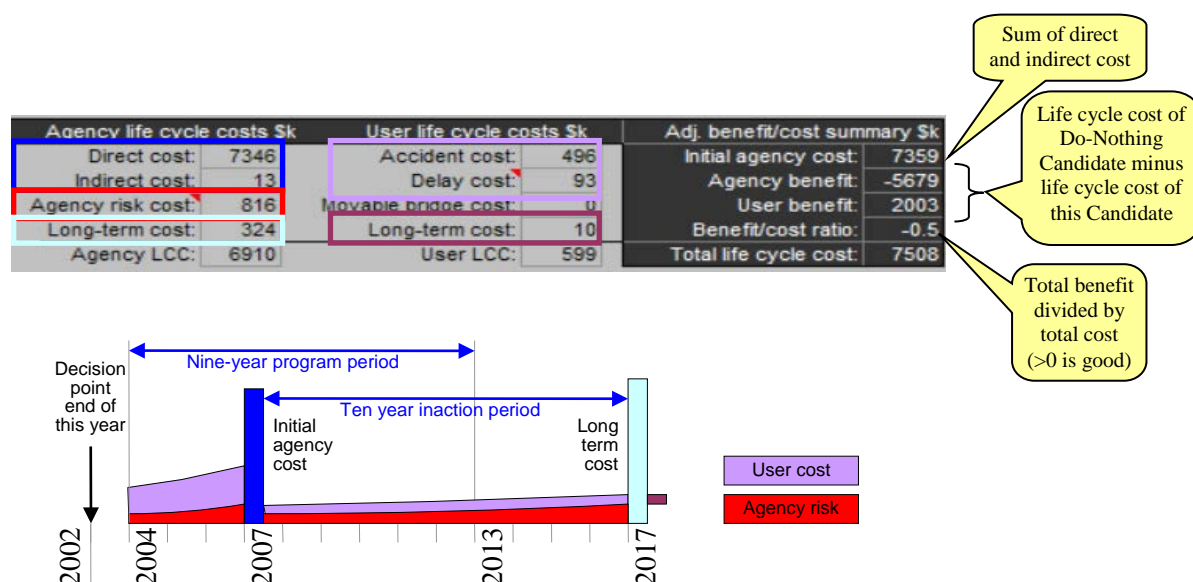 Sum of direct
and indirect cost
Agency life cycle costs $k User life cycle costs $k Adj. benefit/cost summary $k
Direct cost: 7346 Accident cost: 496 Initial agency cost: 7359
Indirect cost: 13 Delay cost: 93 Agency benefit: -5679
Agency risk cost: 816 Movable bridge cost: 0 User benefit: 2003
Long-term cost: 324 Long-term cost: 10 Benefit/cost ratio: -0.5
Agency LCC: 6910 User LCC: 599 Total life cycle cost: 7508
Life cycle cost of
Do-Nothing
Candidate minus
life cycle cost of
this Candidate
Total benefit
divided by
total cost
(>0 is good)
Decision
point
end of
this year
Nine-year program period
Ten year inaction period
Initial
agency
cost
Long
term
cost
User cost
Agency risk
2002
2004
2007
2013
2017